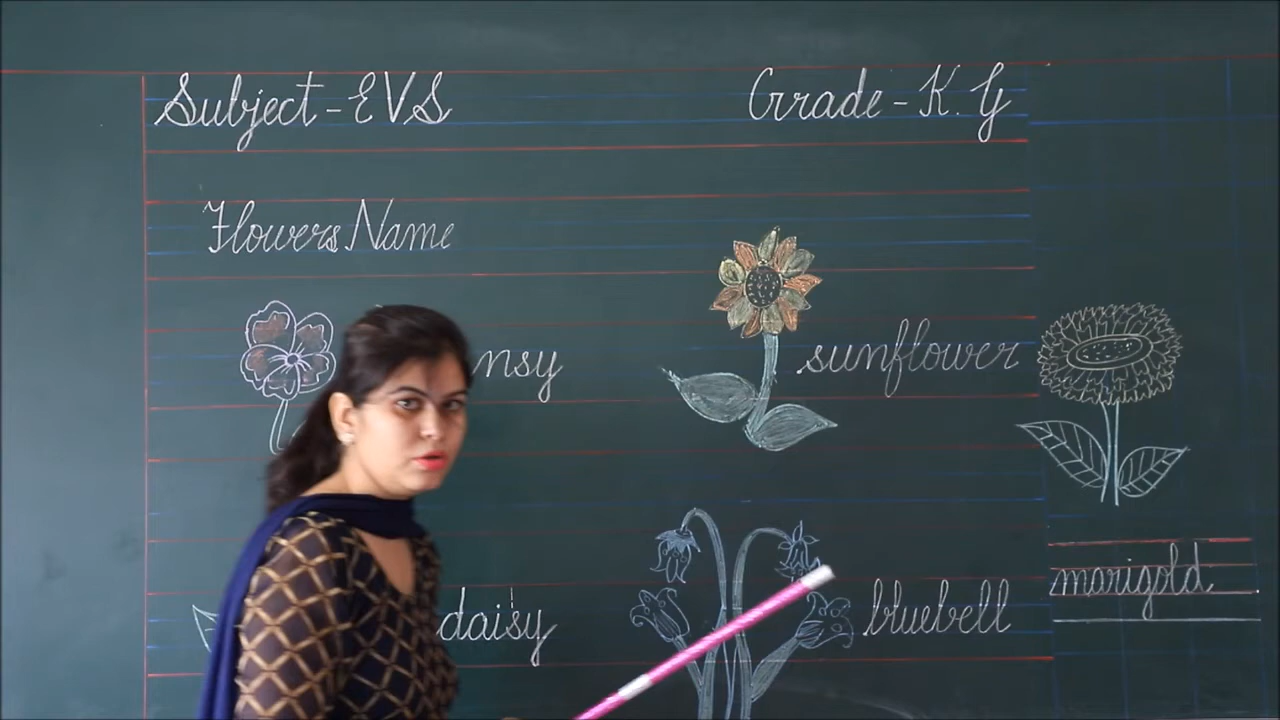 Subject-EVS
Grade-K.G
Flowers Name
nsy
sunflower
daisy
bluebell
marigold